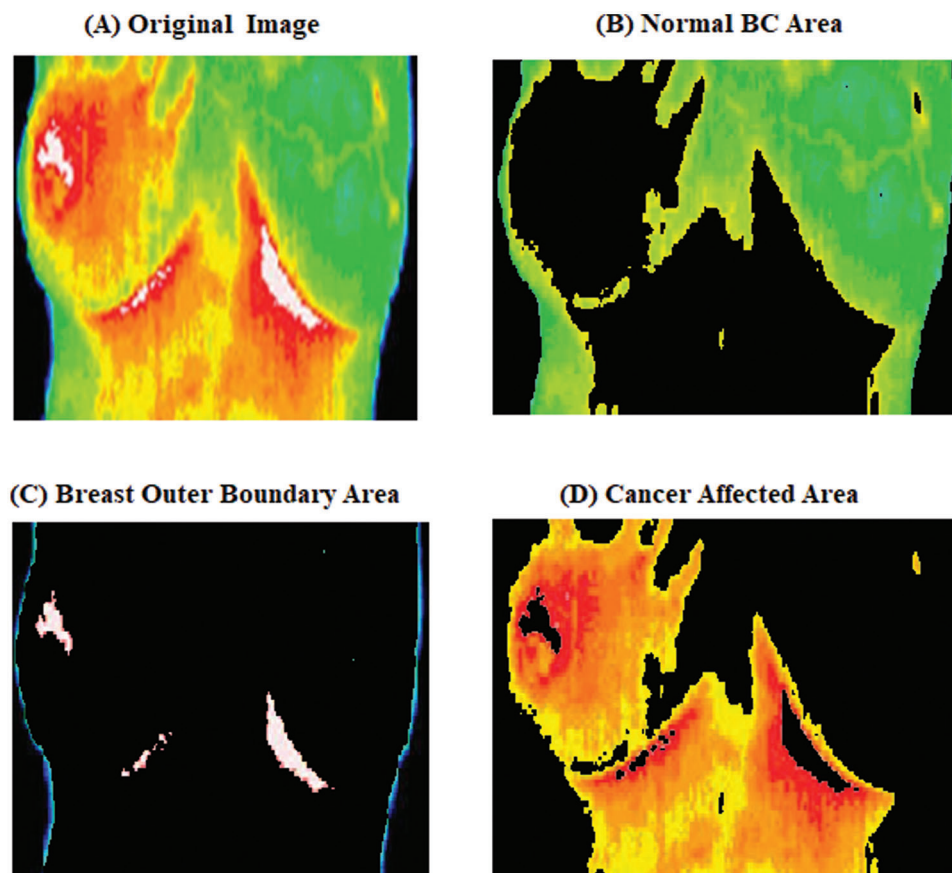 (A) Original Image
(B) Normal BC Area
(C) Breast Outer Boundary Area
(D) Cancer Affected Area